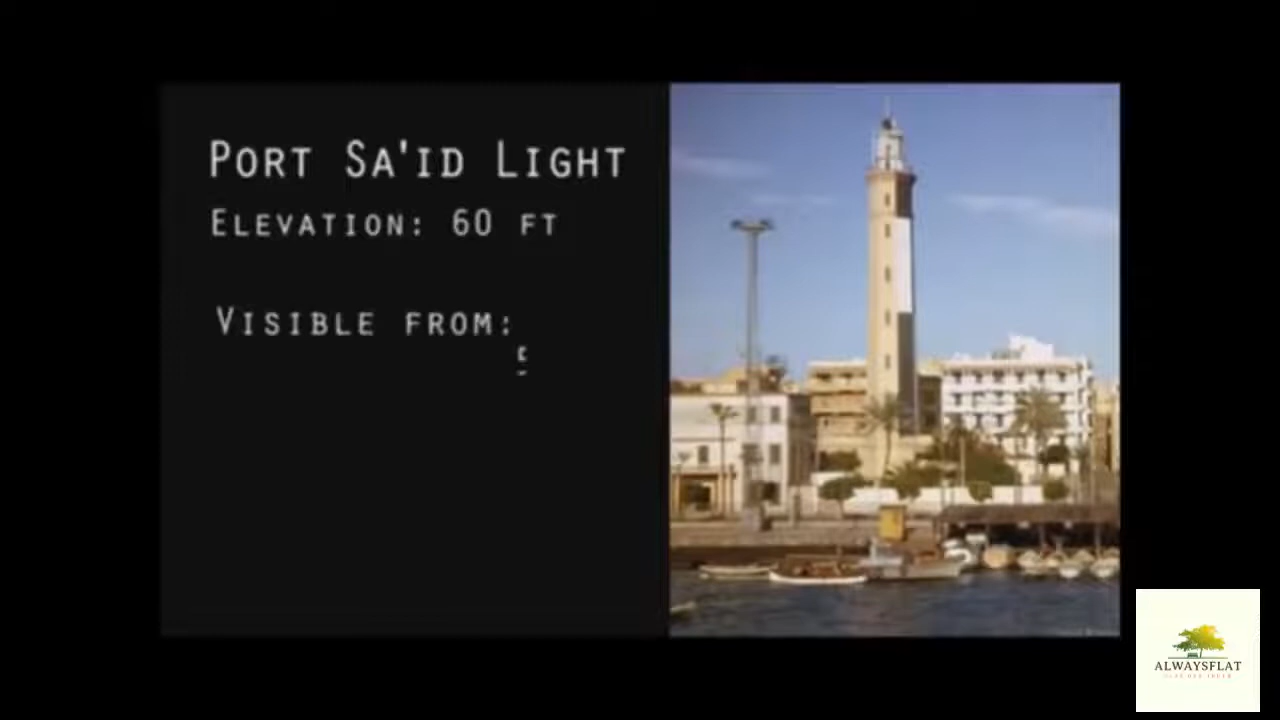 PORT SA'ID LIGHT
ELEVATION: 60 FT
VISIBLE FROM:
ALWAYSFLAT